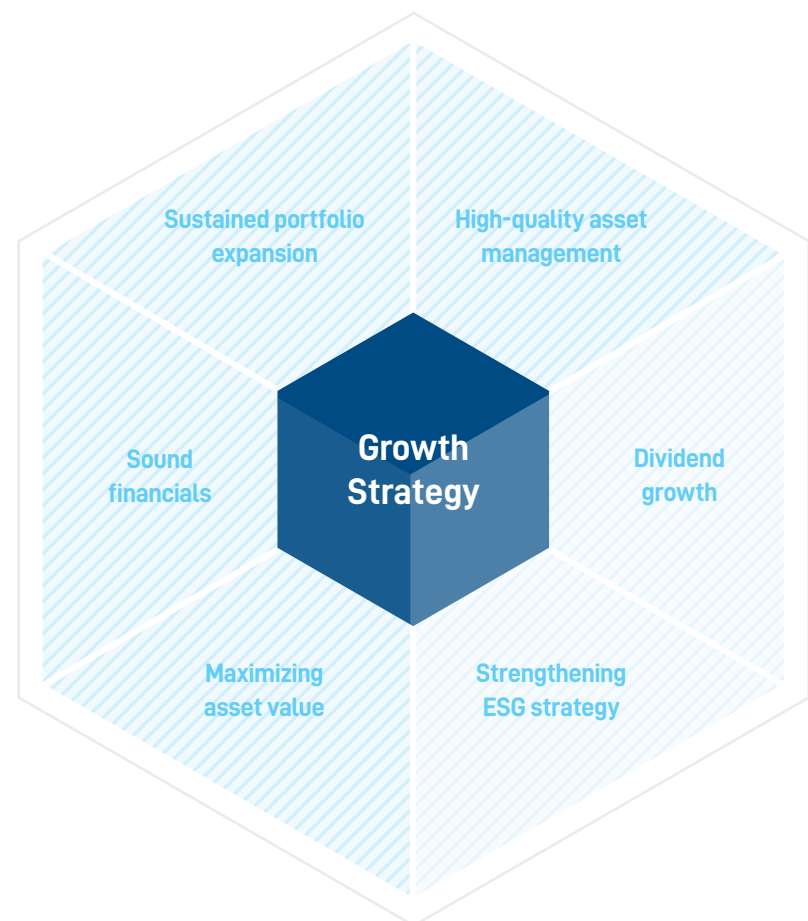 Sustained portfolio
expansion
High-quality asset
management
Sound
financials
Growth
Strategy
Dividend
growth
Maximizing
asset value
Strengthening
ESG strategy